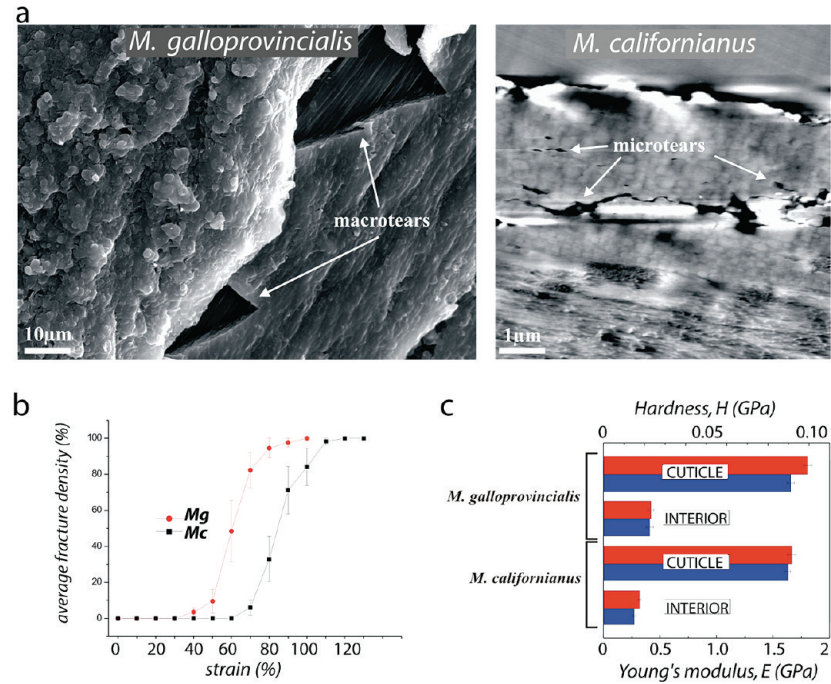 a
M. galloprovincialis
M. californianus
macrotears
microtears
10μm
1μm
b
average fracture density (%)
100
80
60
40
20
0
Mg
Mc
0 20 40 60 80 100 120
strain (%)
c
Hardness, H (GPa)
0 0.05 0.10
M. galloprovincialis
CUTICLE
INTERIOR
M. californianus
CUTICLE
INTERIOR
0 0.5 1.0 1.5 2
Young's modulus, E (GPa)